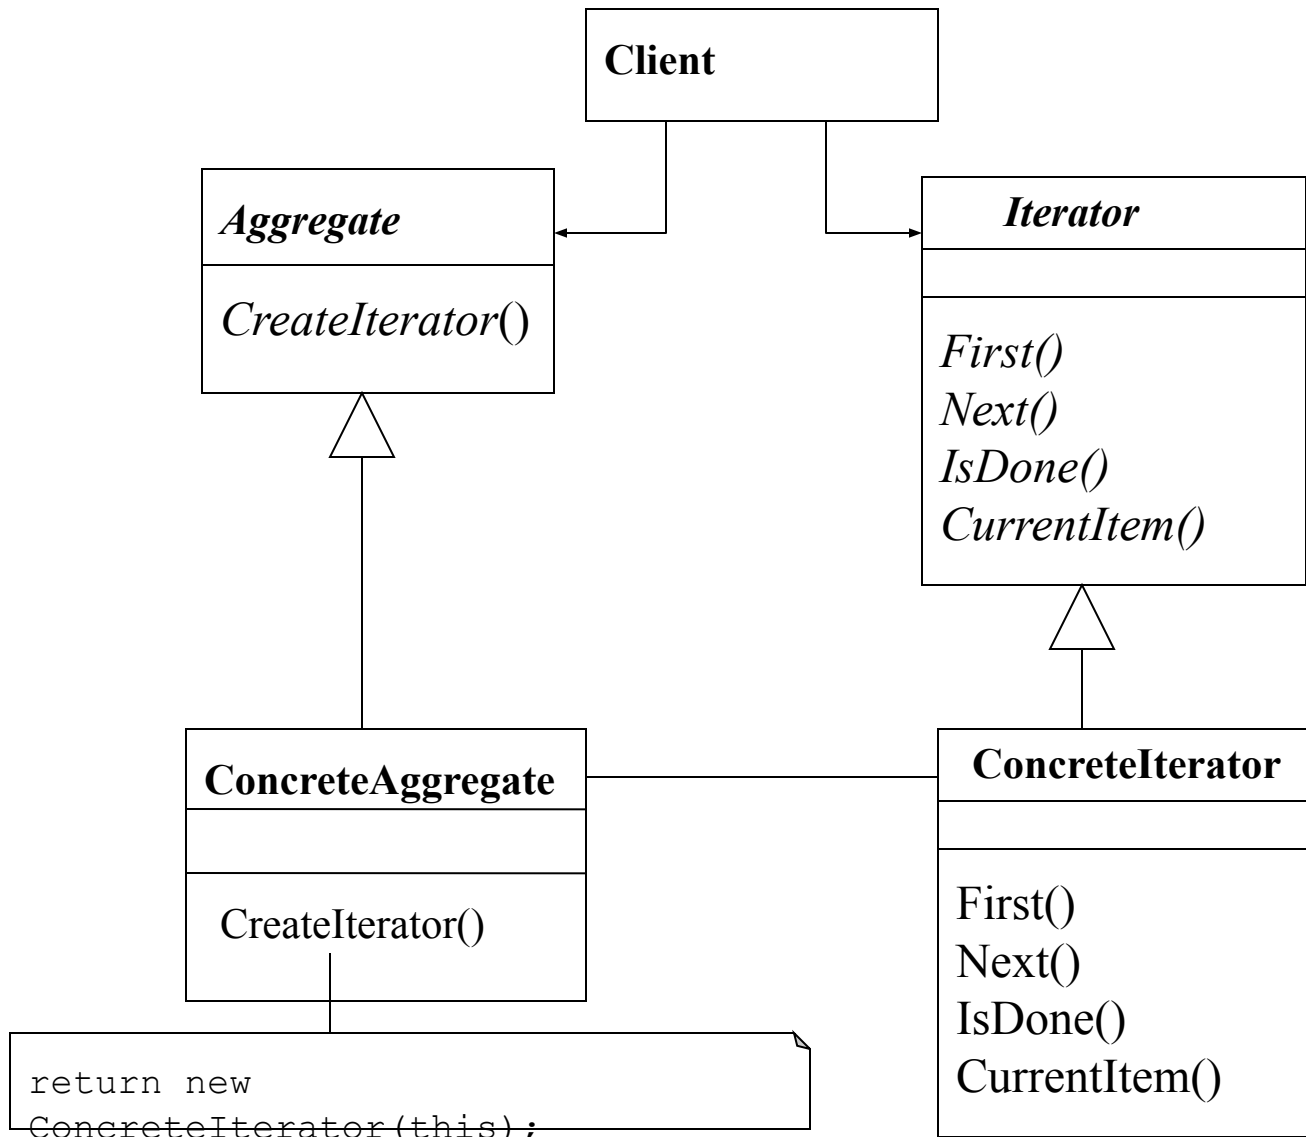 Client
Aggregate
CreateIterator()
Iterator
First()
Next()
IsDone()
CurrentItem()
ConcreteAggregate
CreateIterator()
ConcreteIterator
First()
Next()
IsDone()
CurrentItem()
return new
ConcreteIterator(this);